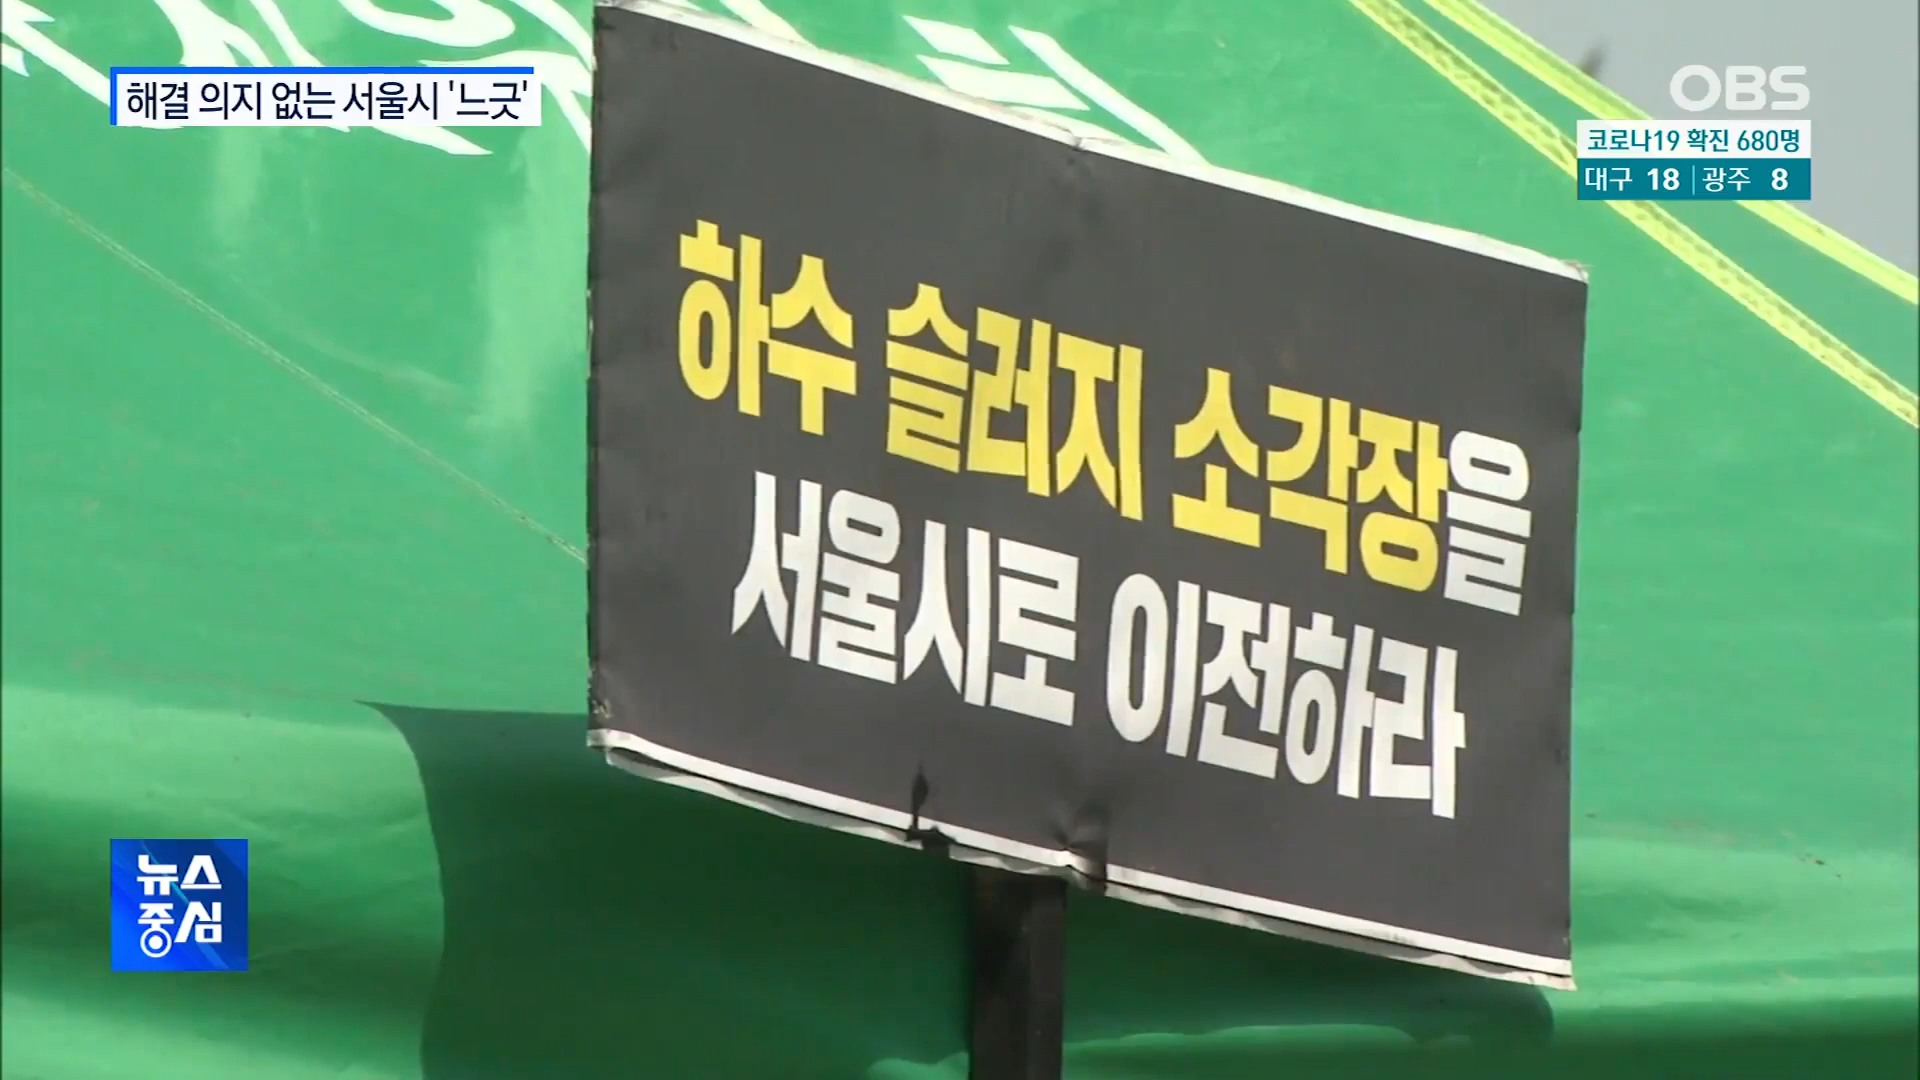 해결 의지 없는 서울시 '느긋'
OBS
코로나19 확진 680명
대구 18 | 광주 8
하수 슬러지 소각장을
서울시로 이전하라
뉴스
중심